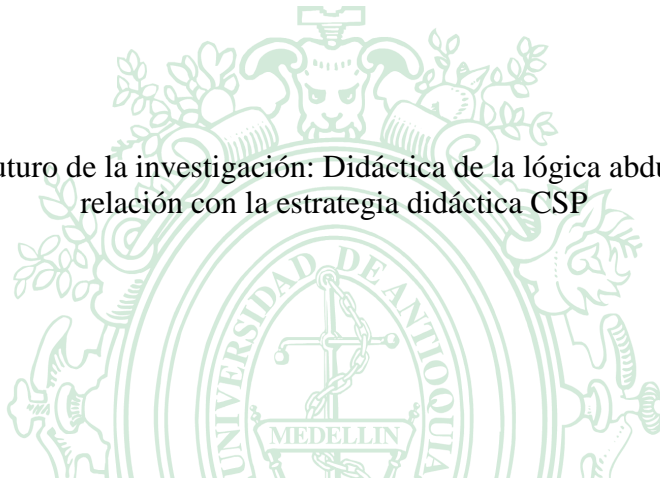 uturo de la investigación: Didáctica de la lógica abdu
relación con la estrategia didáctica CSP
UNIVERSIDAD DE ANTIOQUIA
MEDELLIN